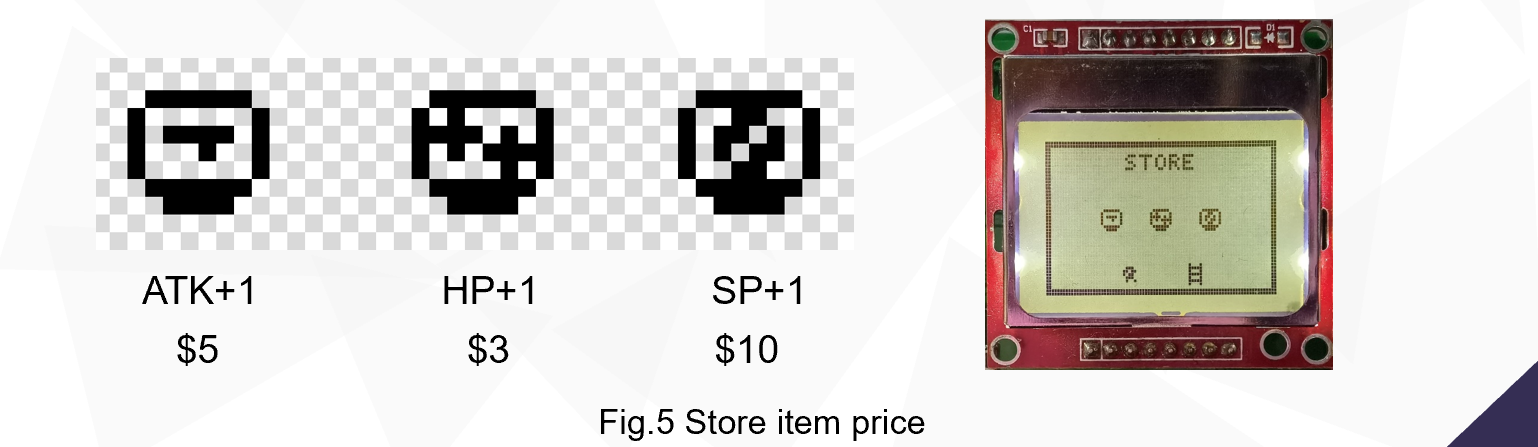 C1
D1
STORE
ATK+1
HP+1
SP+1
$5
$3
$10
Fig.5 Store item price